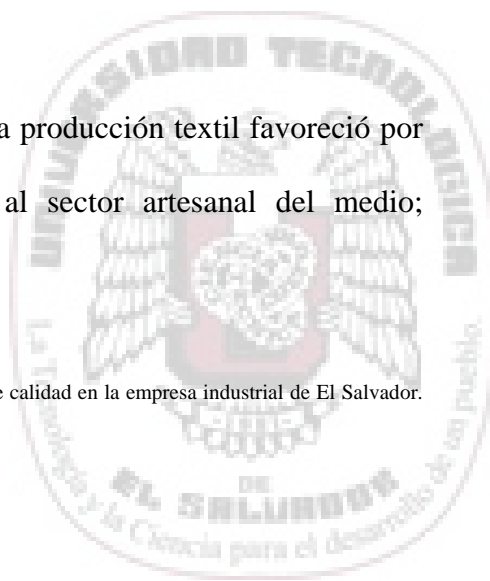 UNIVERSIDAD TECNOLOGICA
a producción textil favoreció por
al sector artesanal del medio;
e calidad en la empresa industrial de El Salvador.
DE
EL SALVADOR
La Tecnología y la Ciencia para el desarrollo de un pueblo.